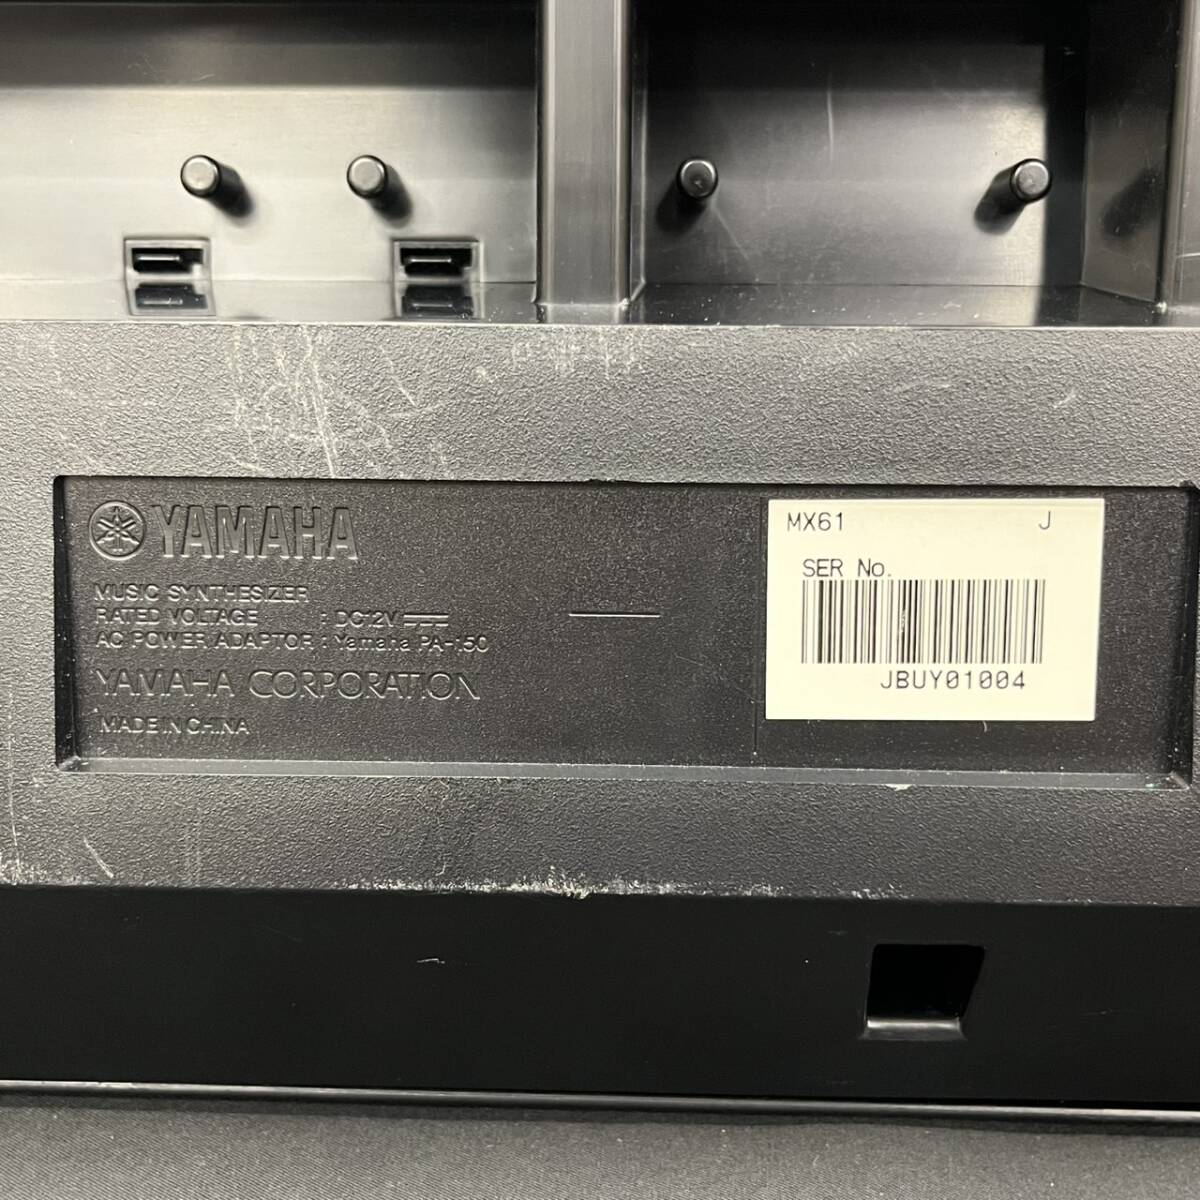 YAMAHA
MUSIC SYNTHESIZER
RATED VOLTAGE : DC12V
AC POWER ADAPTOR : Yamaha PA-150
YAMAHA CORPORATION
MADE IN CHINA
MX61 J
SER No.
JBUY01004